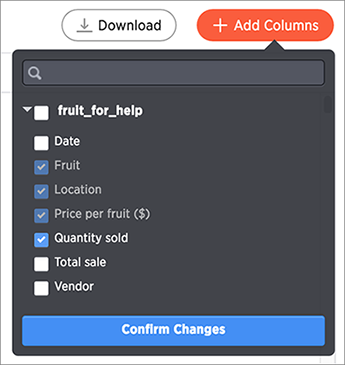 Download
+ Add Columns
fruit_for_help
Date
Fruit
Location
Price per fruit ($)
Quantity sold
Total sale
Vendor
Confirm Changes